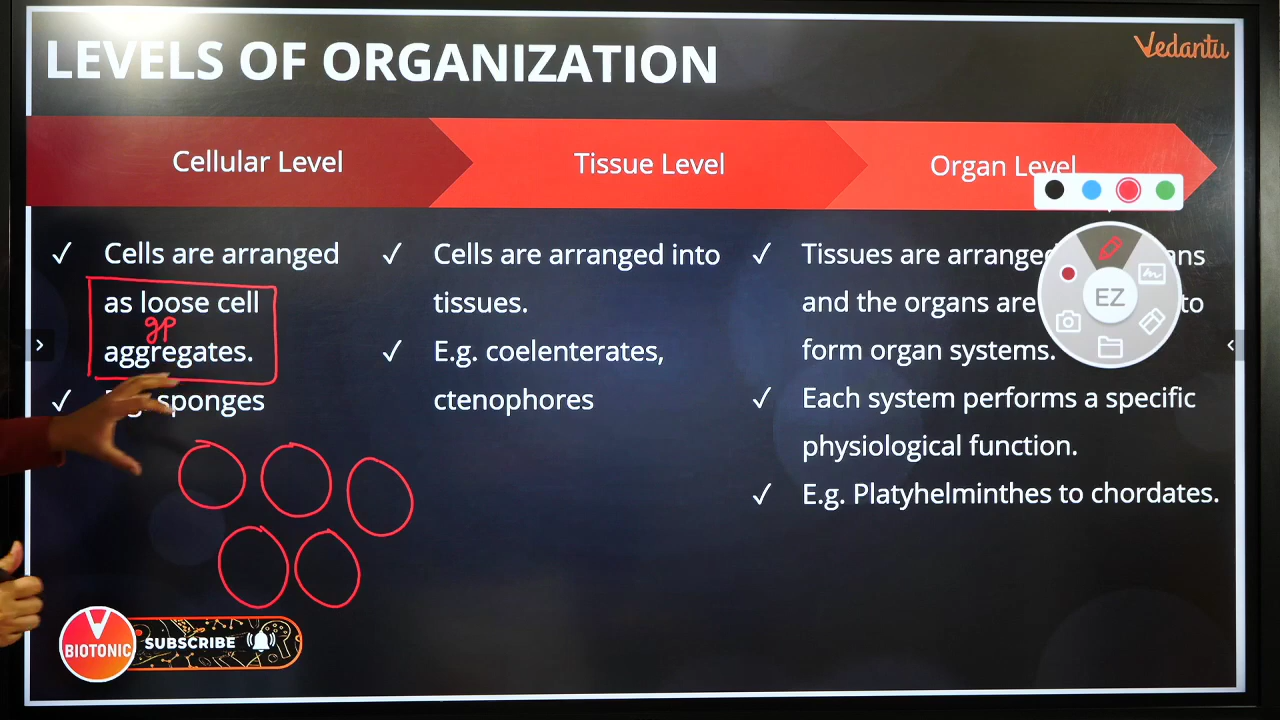 LEVELS OF ORGANIZATION
Vedantu
Cellular Level
Tissue Level
Organ Level
✓ Cells are arranged
as loose cell
gp
aggregates.
✓ sponges
✓ Cells are arranged into
tissues.
✓ E.g. coelenterates,
ctenophores
✓ Tissues are arranged
and the organs are to
form organ systems.
✓ Each system performs a specific
physiological function.
✓ E.g. Platyhelminthes to chordates.
EZ
BIOTONIC
SUBSCRIBE